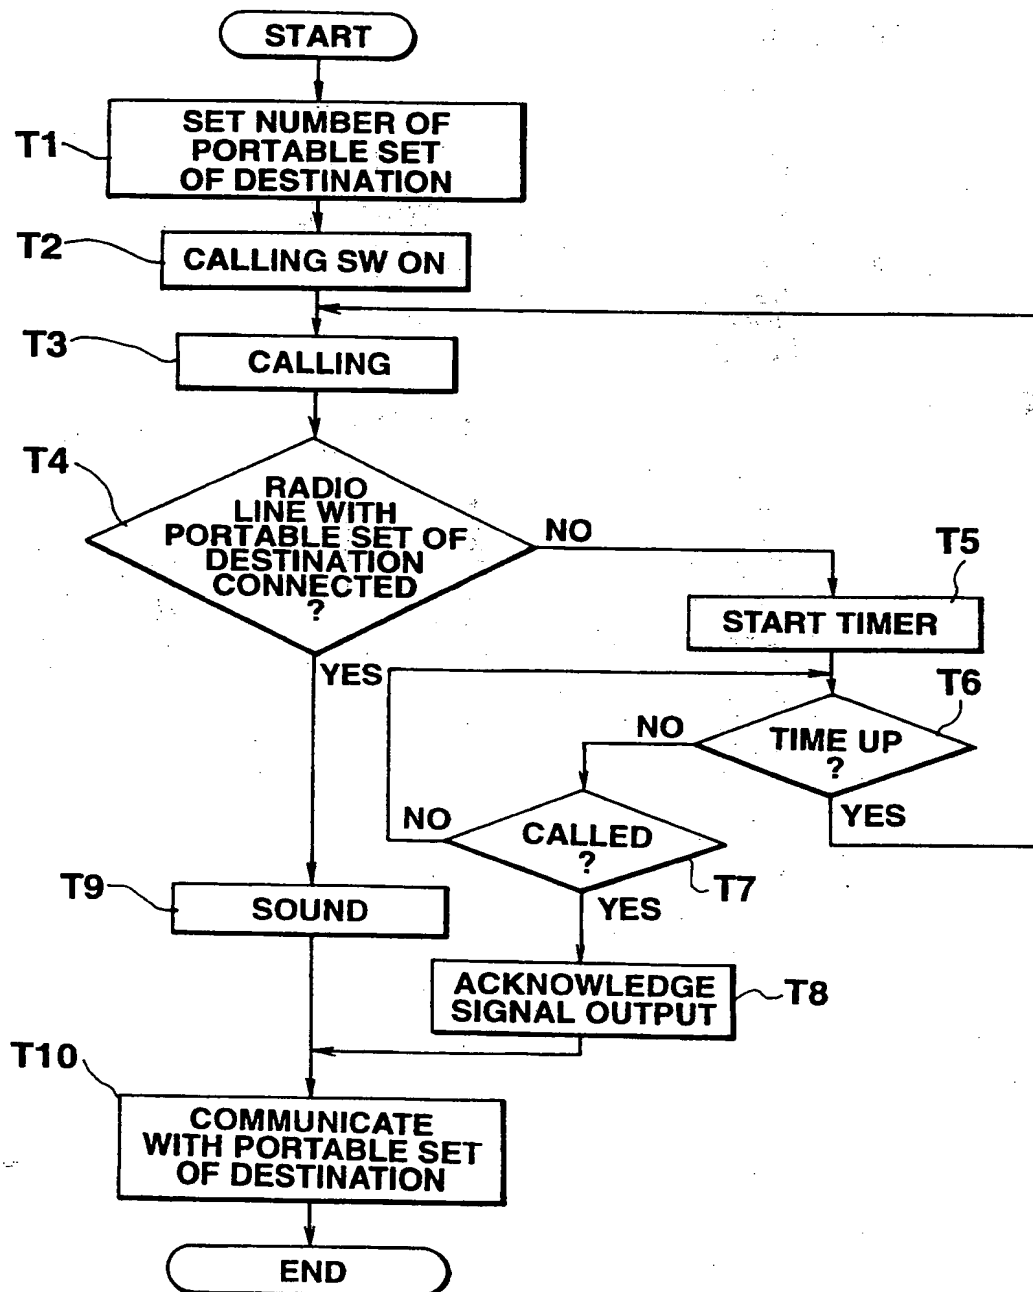 START
T1
SET NUMBER OF
PORTABLE SET
OF DESTINATION
T2
CALLING SW ON
T3
CALLING
T4
RADIO
LINE WITH
PORTABLE SET OF
DESTINATION
CONNECTED
?
NO
YES
T5
START TIMER
T6
TIME UP
?
NO
YES
CALLED
?
NO
YES
T7
T9
SOUND
ACKNOWLEDGE
SIGNAL OUTPUT
T8
T10
COMMUNICATE
WITH PORTABLE SET
OF DESTINATION
END